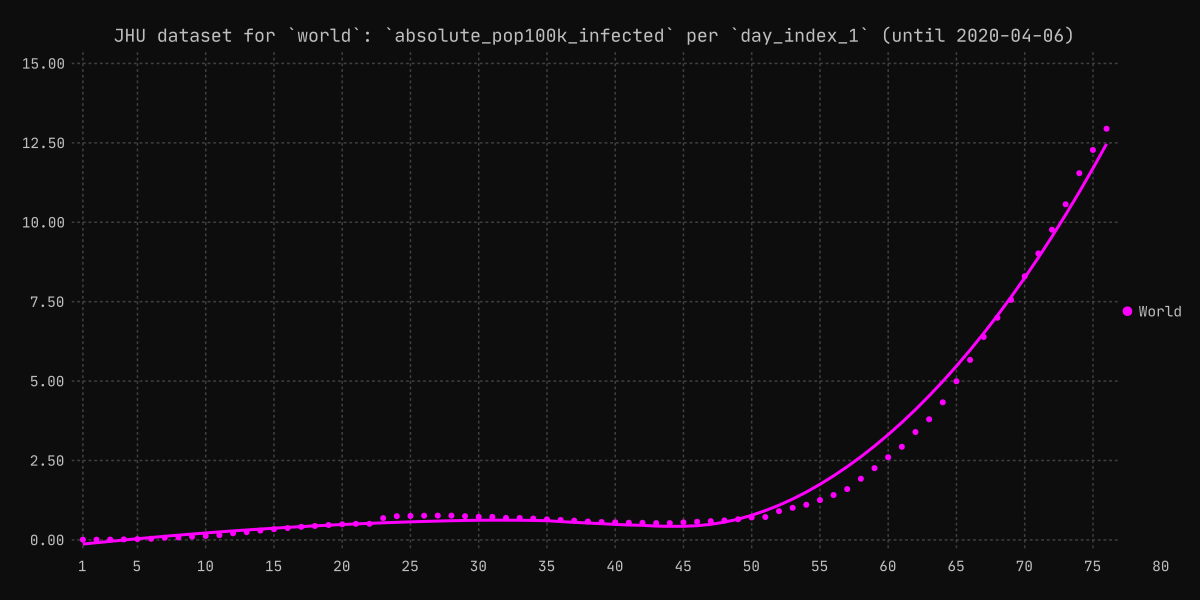 JHU dataset for `world`: `absolute_pop100k_infected` per `day_index_1` (until 2020-04-06)
15.00
12.50
10.00
7.50
5.00
2.50
0.00
World
1 5 10 15 20 25 30 35 40 45 50 55 60 65 70 75 80